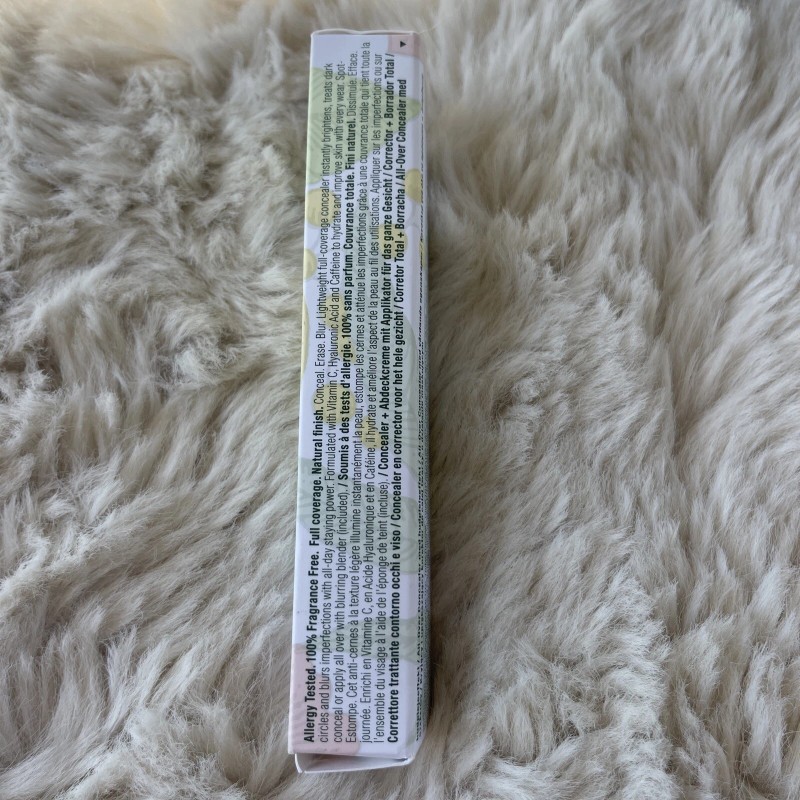 Allergy Tested. 100% Fragrance Free. Full coverage. Natural finish. Conceal. Erase. Blur. Lightweight full-coverage concealer instantly brightens, treats dark
circles and blurs imperfections with all-day staying power. Formulated with Vitamin C, Hyaluronic Acid and Caffeine to hydrate and improve skin with every wear. Spot-
conceal or apply all over with blurring blender (included). / Soumis à des tests d'allergie. 100% sans parfum. Couvrance totale. Fini naturel. Dissimule. Efface.
Estompe. Cet anti-cernes à la texture légère illumine instantanément la peau, estompe les cernes et atténue les imperfections grâce à une couvrance totale qui tient toute la
journée. Enrichi en Vitamine C, en Acide Hyaluronique et en Caféine, il hydrate et améliore l'aspect de la peau au fil des utilisations. Appliquer sur les imperfections ou sur
l'ensemble du visage à l'aide de l'éponge de teint (incluse). / Concealer + Abdeckcreme mit Applikator für das ganze Gesicht / Corrector + Borrador Total /
Correttore trattante contorno occhi e viso / Concealer en corrector voor het hele gezicht / Corretor Total + Borracha / All-Over Concealer med